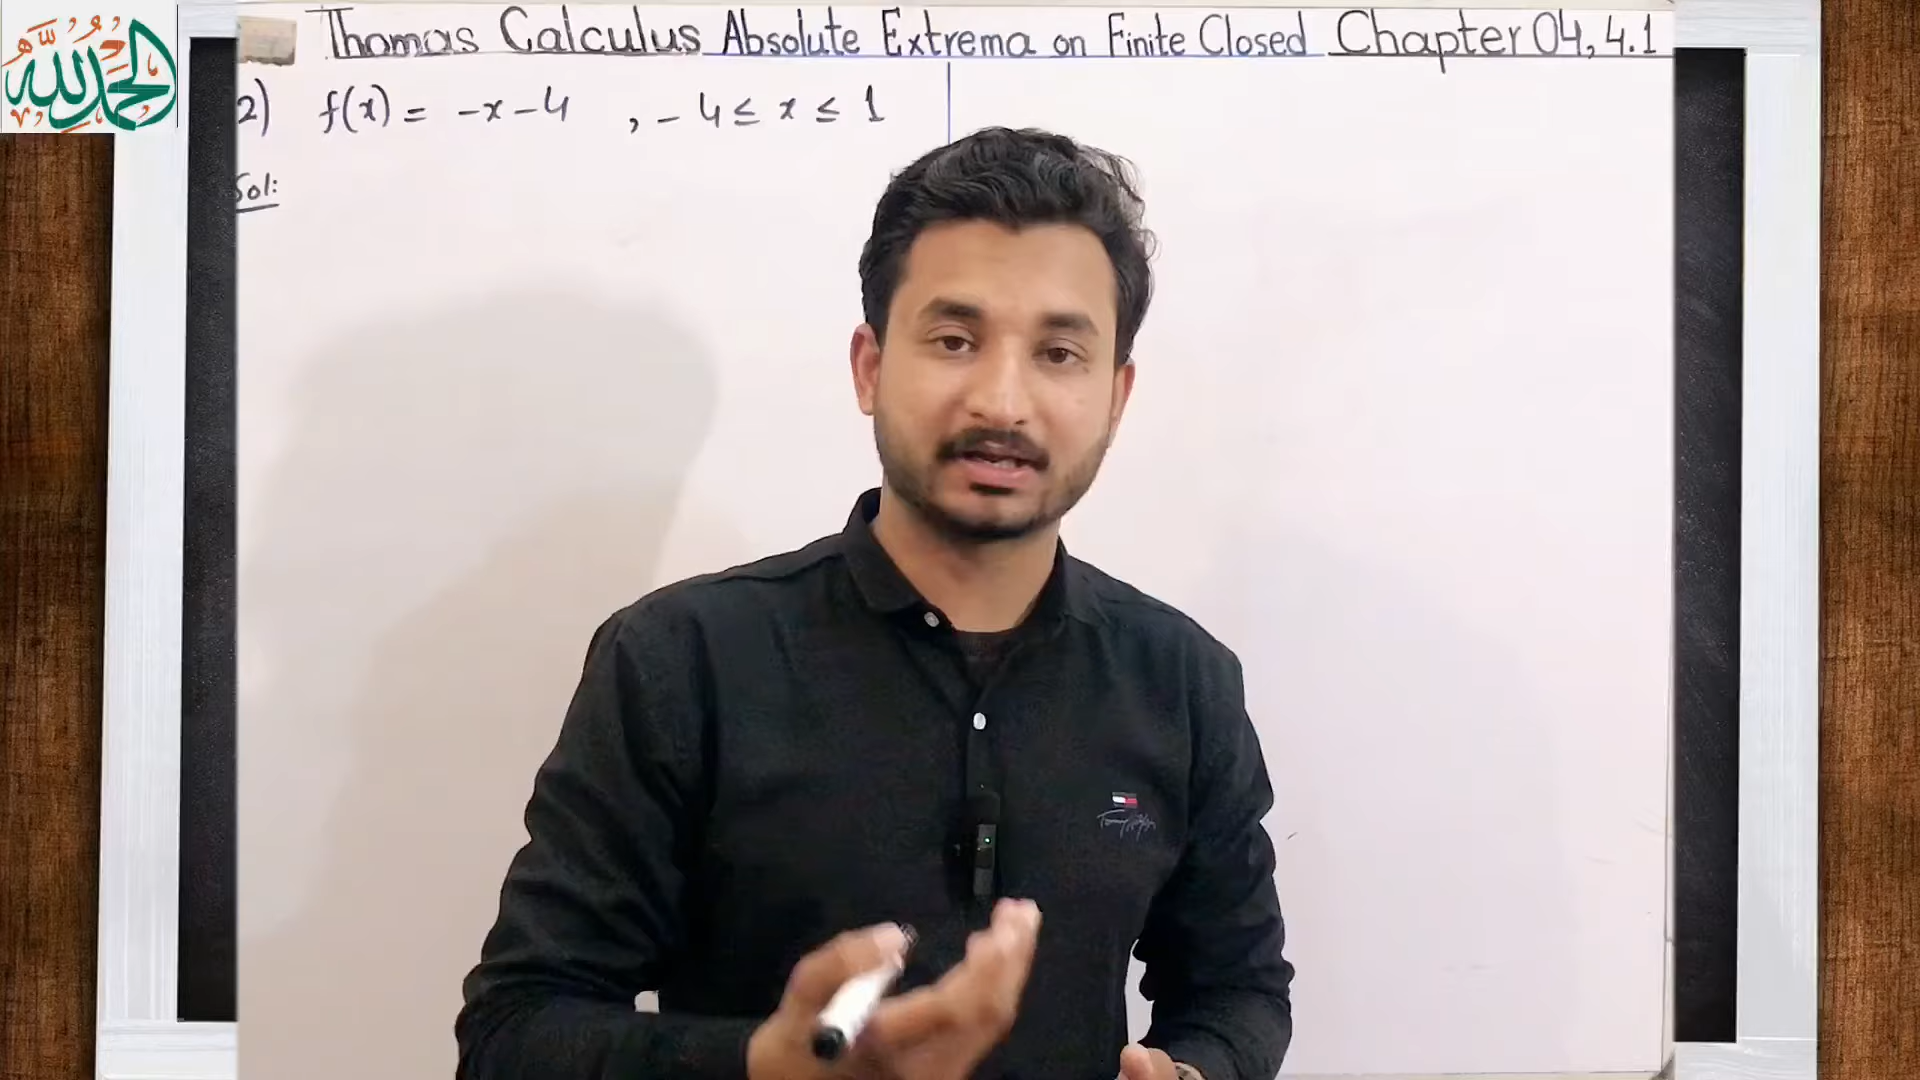 الحمد لله
Thomas Calculus Absolute Extrema on Finite Closed Chapter 04, 4.1
2) f(x) = -x-4 , -4 ≤ x ≤ 1
Sol: